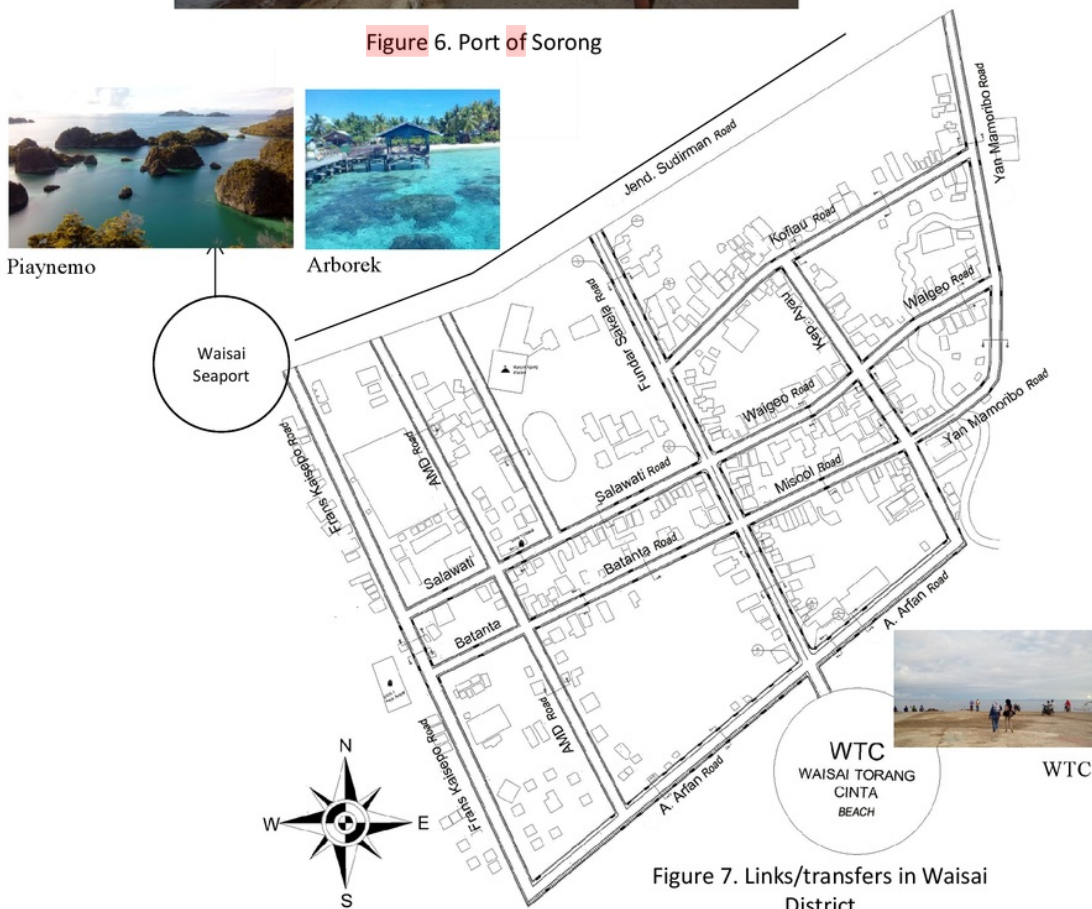 Figure 6. Port of Sorong
Piaynemo
Arborek
Waisai
Seaport
Jend. Sudirman Road
Yan Mamoribo Road
Kofiau Road
Waigeo Road
Kep. Ayau
Fundar Sakela Road
Waigeo Road
Yan Mamoribo Road
Misool Road
Salawati Road
Batanta Road
AMD Road
Frans Kaisepo Road
Salawati
Batanta
A. Arfan Road
AMD Road
Frans Kaisepo Road
A. Arfan Road
WTC
WAISAI TORANG
CINTA
BEACH
WTC
N
W
E
S
Figure 7. Links/transfers in Waisai
District